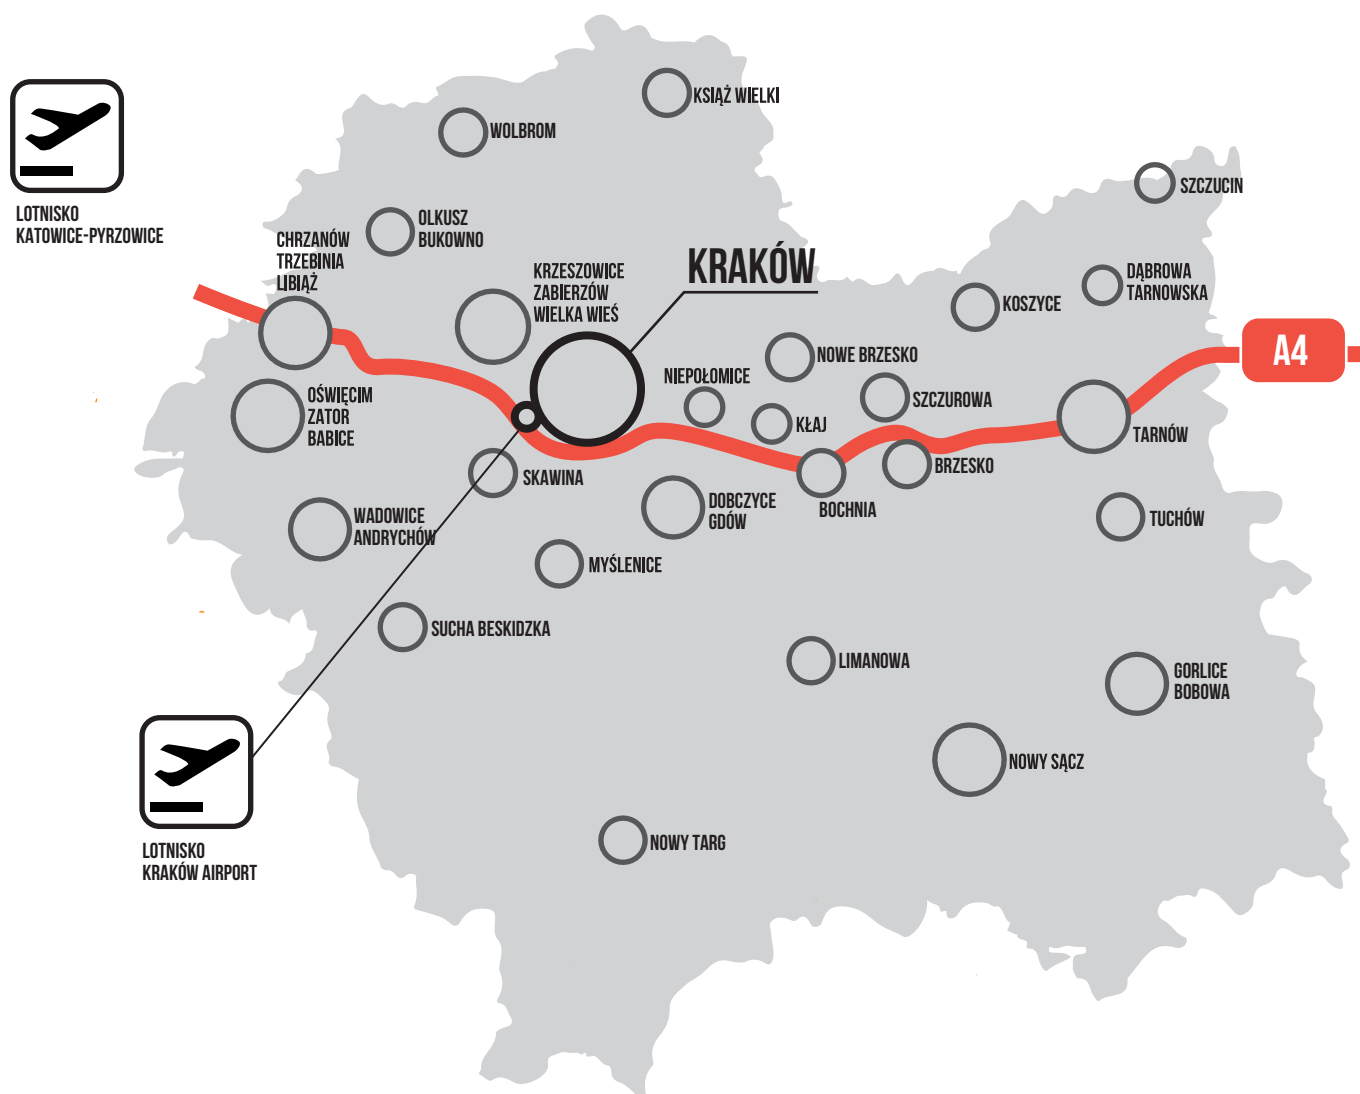 KSIĄŻ WIELKI
WOLBROM
SZCZUCIN
LOTNISKO
KATOWICE-PYRZOWICE
OLKUSZ
BUKOWNO
CHRZANÓW
TRZEBINIA
LIBIĄŻ
KRZESZOWICE
ZABIERZÓW
WIELKA WIEŚ
KRAKÓW
DĄBROWA
TARNOWSKA
KOSZYCE
A4
NOWE BRZESKO
NIEPOŁOMICE
SZCZUROWA
OŚWIĘCIM
ZATOR
BABICE
KŁAJ
TARNÓW
BRZESKO
SKAWINA
DOBCZYCE
GDÓW
BOCHNIA
WADOWICE
ANDRYCHÓW
TUCHÓW
MYŚLENICE
SUCHA BESKIDZKA
LIMANOWA
GORLICE
BOBOWA
NOWY SĄCZ
NOWY TARG
LOTNISKO
KRAKÓW AIRPORT